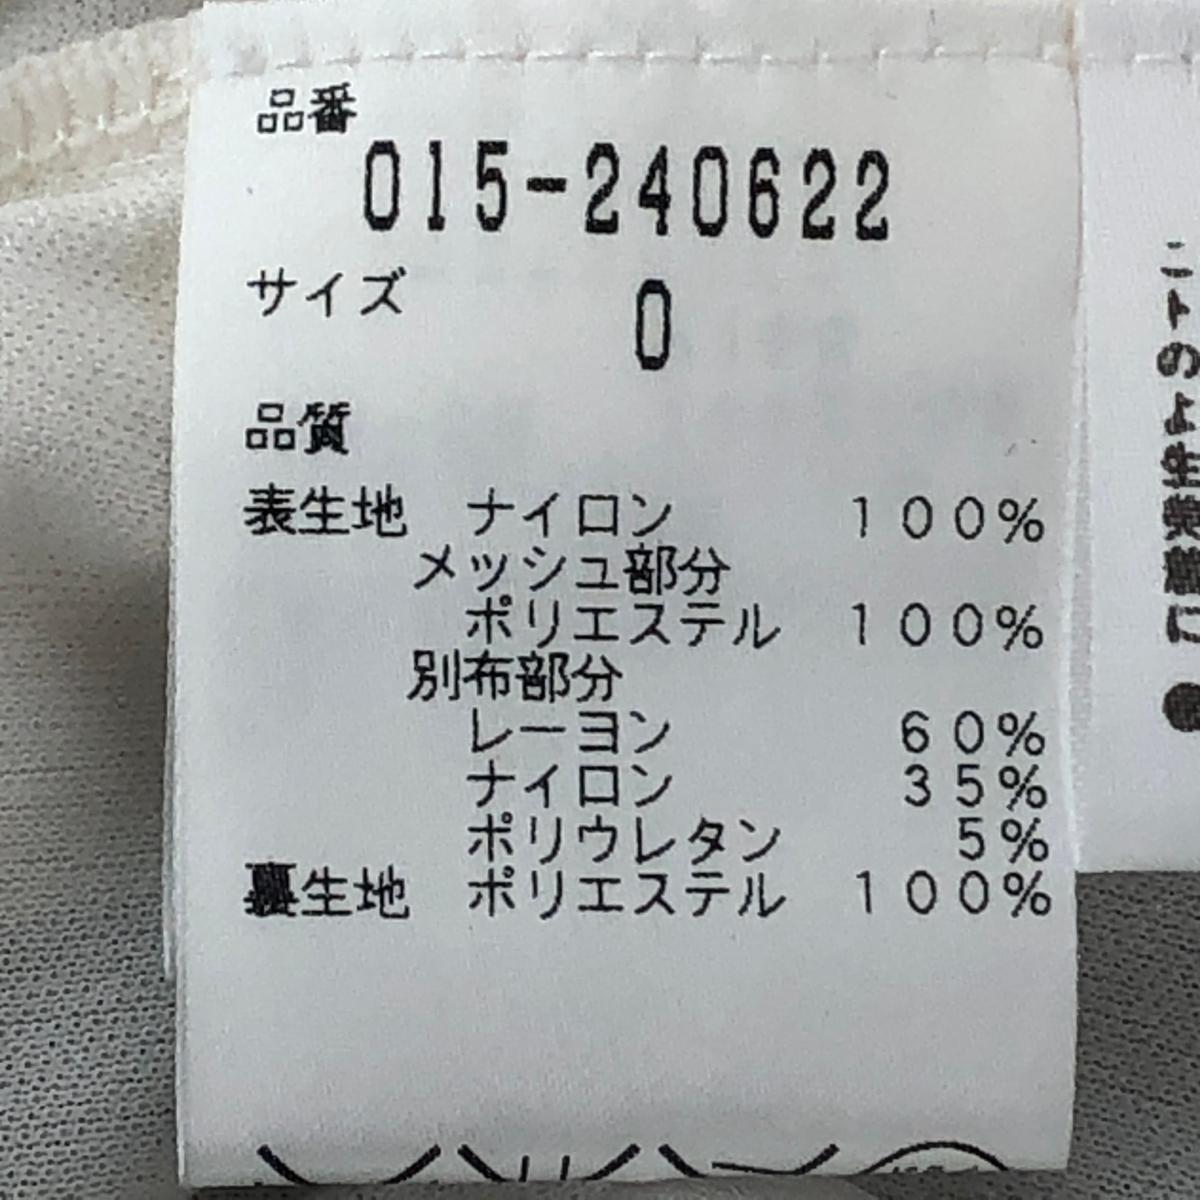 品番
015-240622
サイズ
0
品質
表生地 ナイロン 100%
メッシュ部分
ポリエステル 100%
別布部分
レーヨン 60%
ナイロン 35%
ポリウレタン 5%
裏生地 ポリエステル 100%